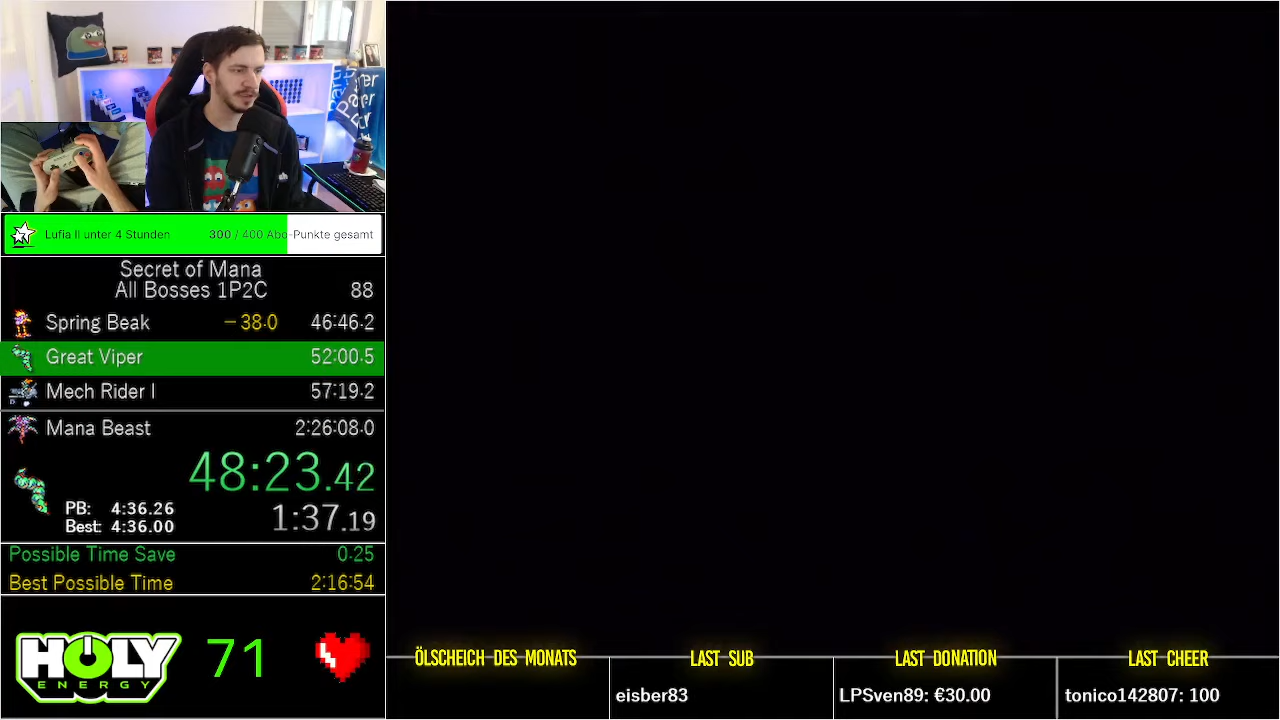 Lufia II unter 4 Stunden 300 / 400 Abo-Punkte gesamt
Secret of Mana
All Bosses 1P2C 88
Spring Beak −38.0 46:46.2
Great Viper 52:00.5
Mech Rider I 57:19.2
Mana Beast 2:26:08.0
48:23.42
PB: 4:36.26
1:37.19
Best: 4:36.00
Possible Time Save 0.25
Best Possible Time 2:16:54
HOLY
ENERGY
71
ÖLSCHEICH DES MONATS
LAST SUB
eisber83
LAST DONATION
LPSven89: €30.00
LAST CHEER
tonico142807: 100